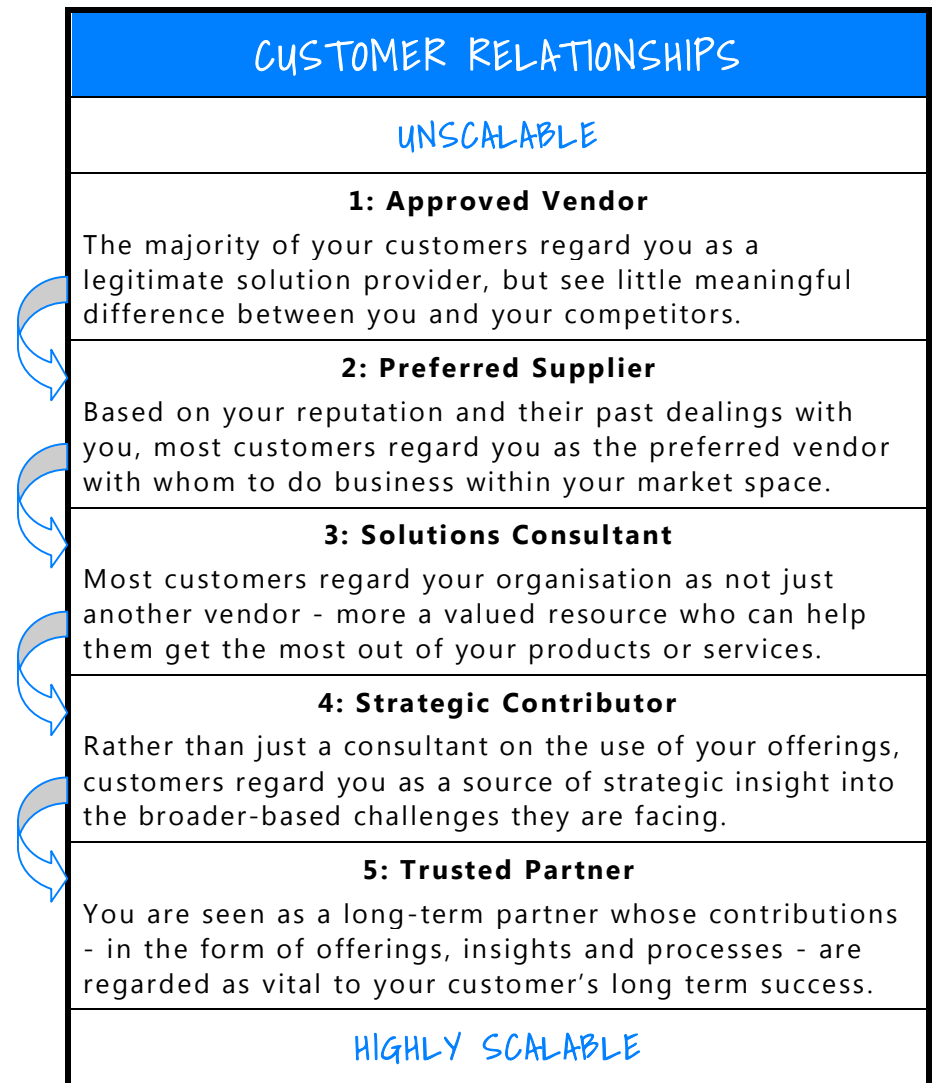 CUSTOMER RELATIONSHIPS
UNSCALABLE
1: Approved Vendor
The majority of your customers regard you as a
legitimate solution provider, but see little meaningful
difference between you and your competitors.
2: Preferred Supplier
Based on your reputation and their past dealings with
you, most customers regard you as the preferred vendor
with whom to do business within your market space.
3: Solutions Consultant
Most customers regard your organisation as not just
another vendor - more a valued resource who can help
them get the most out of your products or services.
4: Strategic Contributor
Rather than just a consultant on the use of your offerings,
customers regard you as a source of strategic insight into
the broader-based challenges they are facing.
5: Trusted Partner
You are seen as a long-term partner whose contributions
- in the form of offerings, insights and processes - are
regarded as vital to your customer’s long term success.
HIGHLY SCALABLE